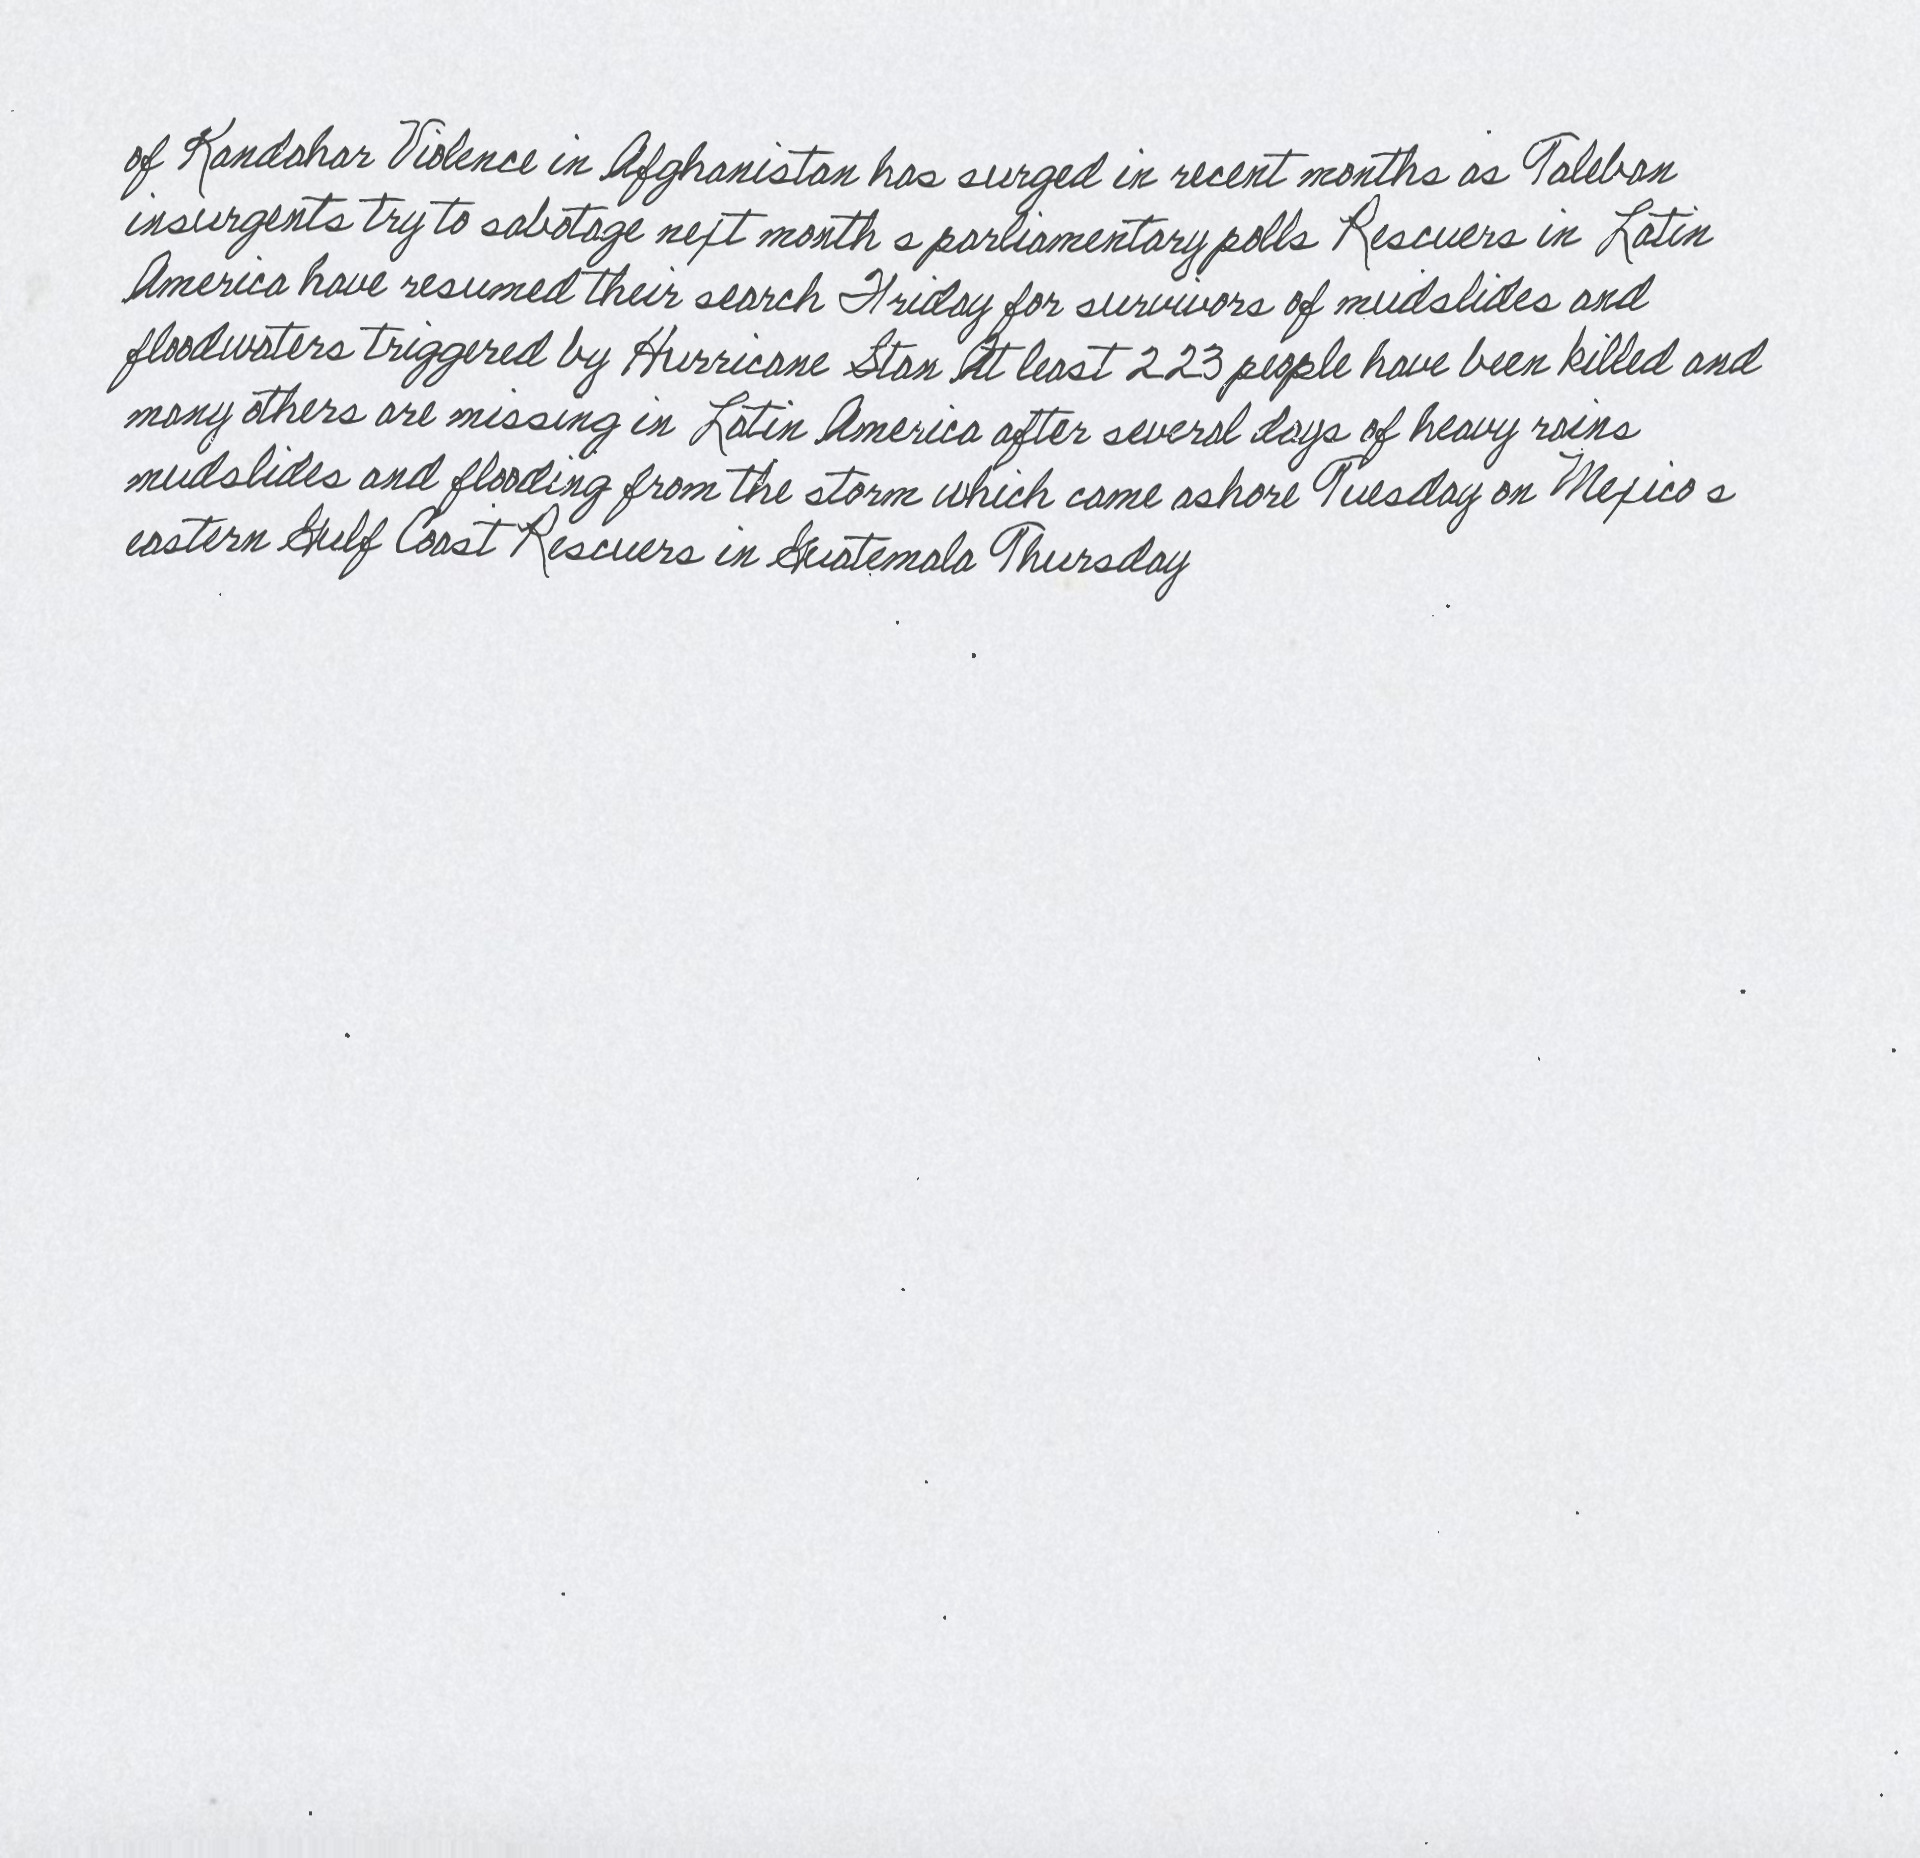 of Kandahar Violence in Afghanistan has surged in recent months as Taleban
insurgents try to sabotage next month s parliamentary polls Rescuers in Latin
America have resumed their search Friday for survivors of mudslides and
floodwaters triggered by Hurricane Stan At least 223 people have been killed and
many others are missing in Latin America after several days of heavy rains
mudslides and flooding from the storm which came ashore Tuesday on Mexico s
eastern Gulf Coast Rescuers in Guatemala Thursday